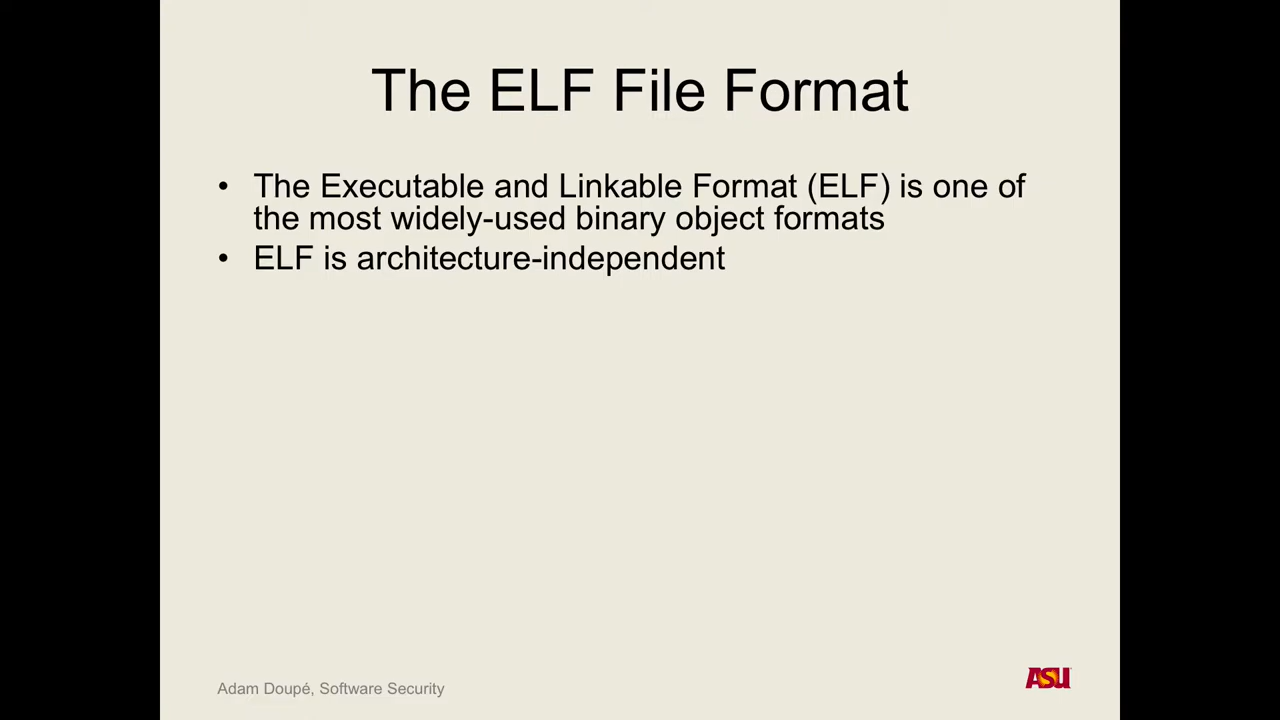 The ELF File Format
• The Executable and Linkable Format (ELF) is one of
the most widely-used binary object formats
• ELF is architecture-independent
Adam Doupé, Software Security
ASU